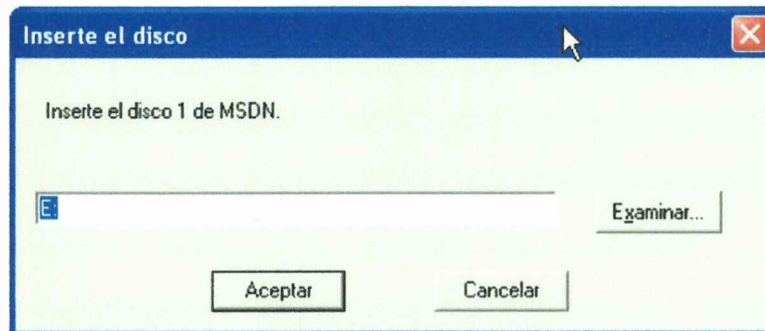 Inserte el disco
Inserte el disco 1 de MSDN.
E:
Examinar...
Aceptar
Cancelar